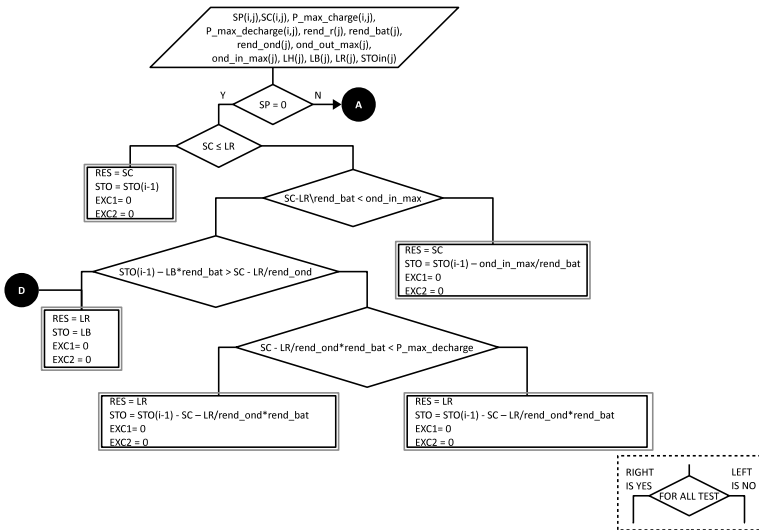 SP(i,j),SC(i,j), P_max_charge(i,j),
P_max_decharge(i,j), rend_r(j), rend_bat(j),
rend_ond(j), ond_out_max(j),
ond_in_max(j), LH(j), LB(j), LR(j), STOin(j)
Y
SP = 0
N
A
SC ≤ LR
RES = SC
STO = STO(i-1)
EXC1= 0
EXC2 = 0
SC-LR\rend_bat < ond_in_max
RES = SC
STO = STO(i-1) – ond_in_max/rend_bat
EXC1= 0
EXC2 = 0
STO(i-1) – LB*rend_bat > SC - LR/rend_ond
D
RES = LR
STO = LB
EXC1= 0
EXC2 = 0
SC - LR/rend_ond*rend_bat < P_max_decharge
RES = LR
STO = STO(i-1) - SC – LR/rend_ond*rend_bat
EXC1= 0
EXC2 = 0
RES = LR
STO = STO(i-1) - SC – LR/rend_ond*rend_bat
EXC1= 0
EXC2 = 0
RIGHT
IS YES
LEFT
IS NO
FOR ALL TEST